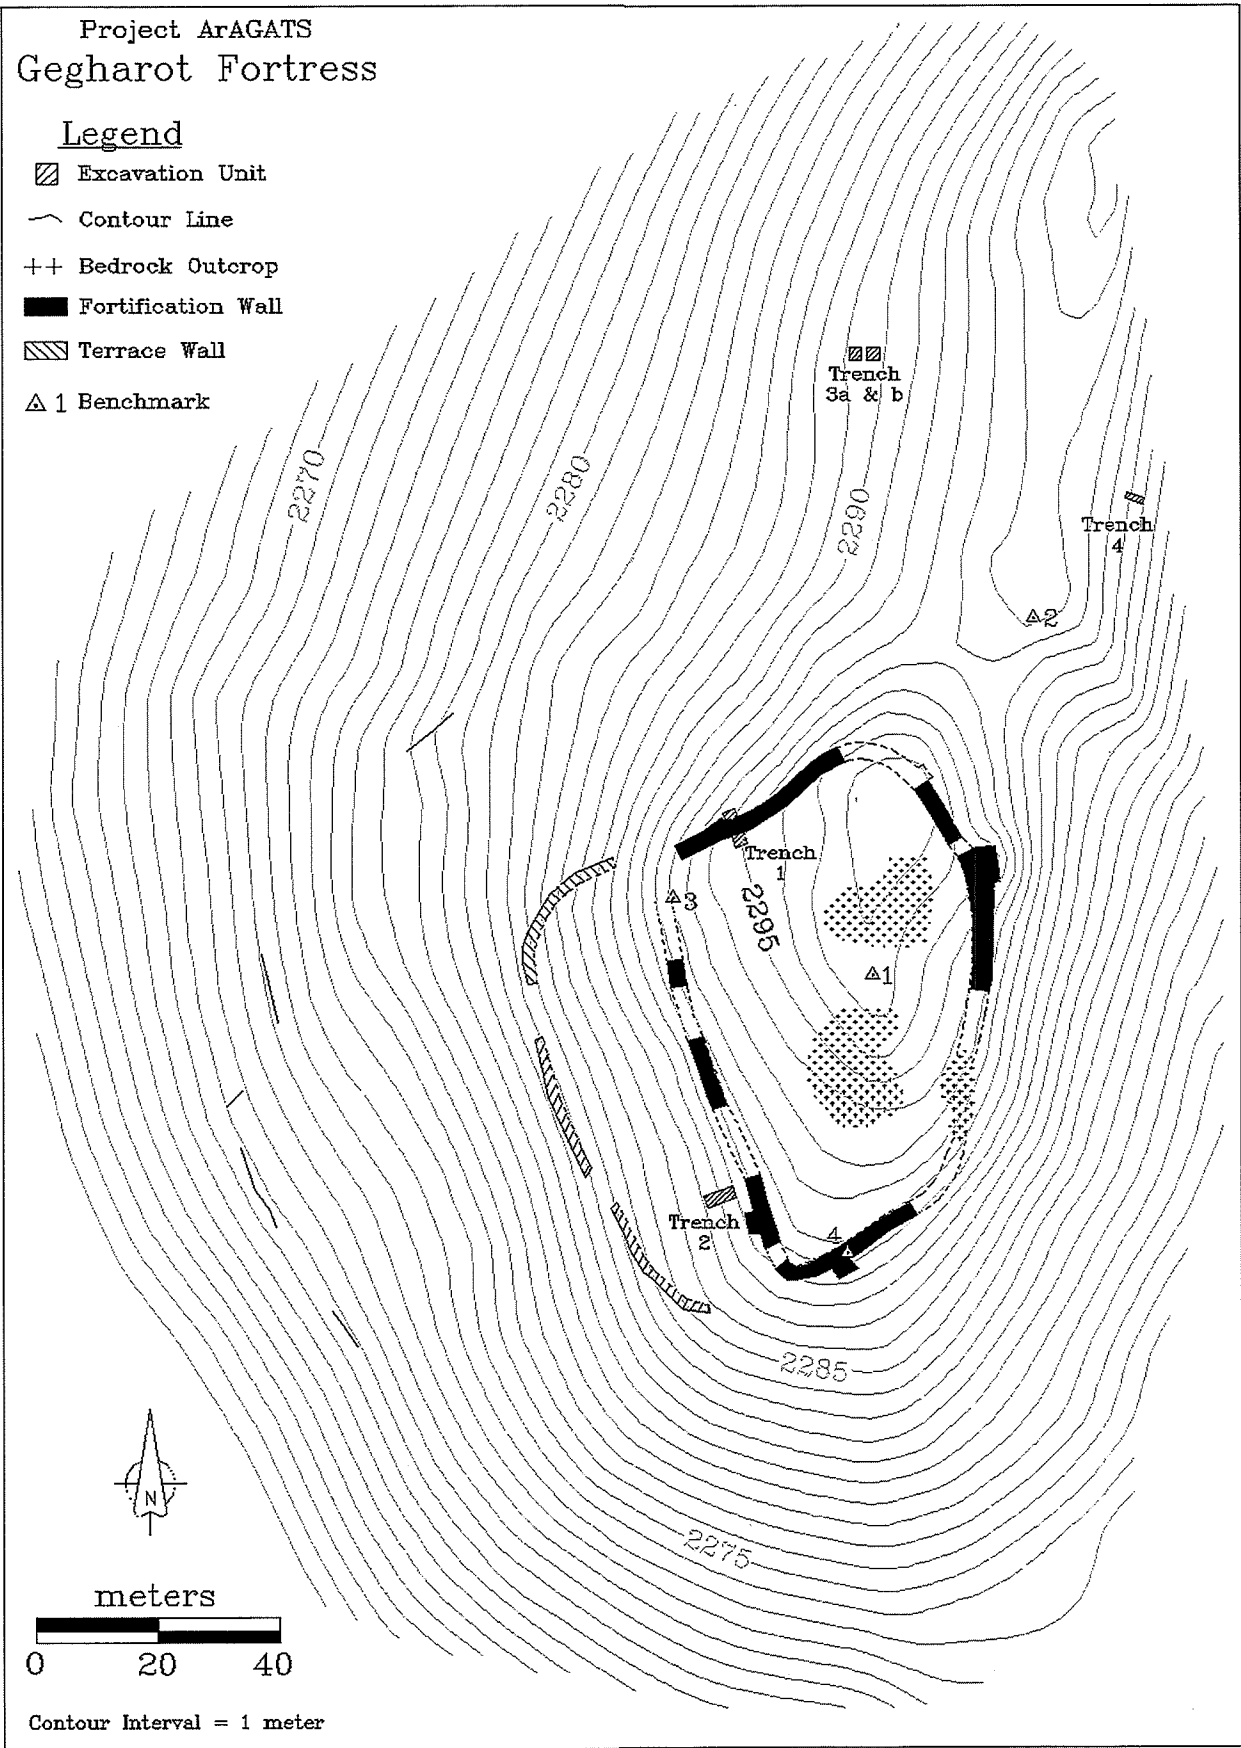 Project ArAGATS
Gegharot Fortress
Legend
Excavation Unit
Contour Line
Bedrock Outcrop
Fortification Wall
Terrace Wall
1 Benchmark
Trench
3a & b
2270
2280
2290
Trench
4
2
Trench
1
3
2295
1
Trench
2
4
2285
2275
N
meters
0 20 40
Contour Interval = 1 meter